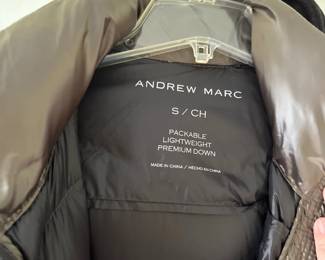 ANDREW MARC
S / CH
PACKABLE
LIGHTWEIGHT
PREMIUM DOWN
MADE IN CHINA / HECHO EN CHINA